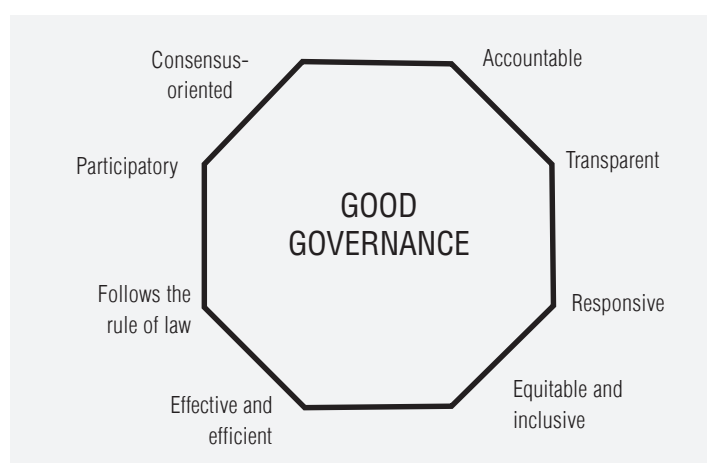 Consensus-
oriented
Accountable
Participatory
Transparent
GOOD
GOVERNANCE
Follows the
rule of law
Responsive
Effective and
efficient
Equitable and
inclusive